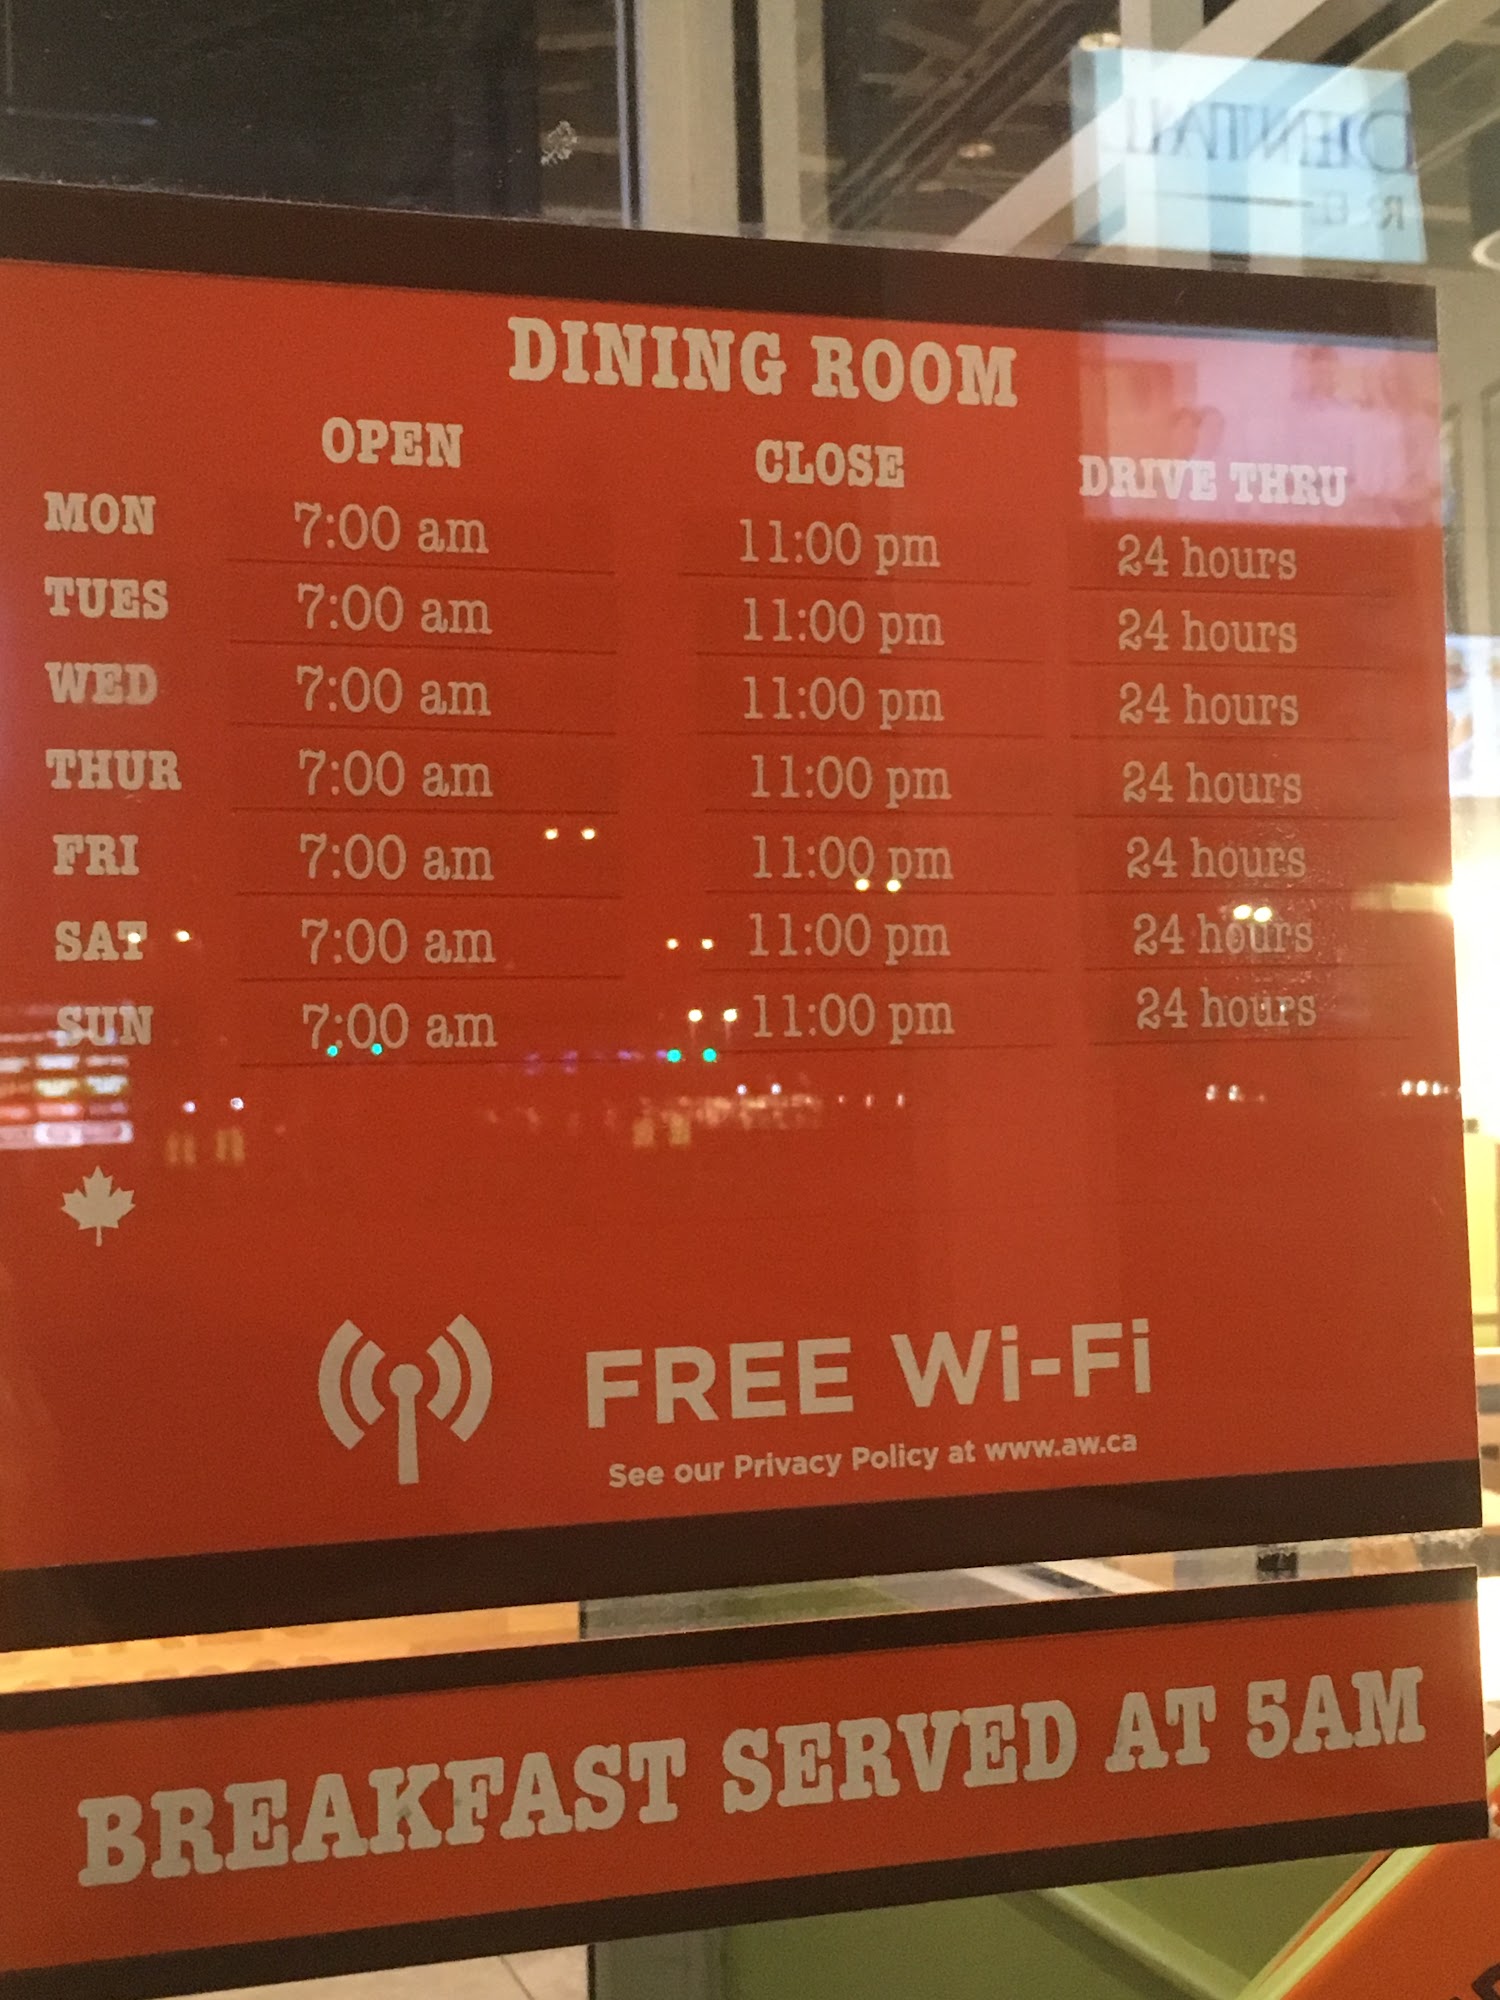 DINING ROOM
OPEN CLOSE DRIVE THRU
MON 7:00 am 11:00 pm 24 hours
TUES 7:00 am 11:00 pm 24 hours
WED 7:00 am 11:00 pm 24 hours
THUR 7:00 am 11:00 pm 24 hours
FRI 7:00 am 11:00 pm 24 hours
SAT 7:00 am 11:00 pm 24 hours
SUN 7:00 am 11:00 pm 24 hours
FREE Wi-Fi
See our Privacy Policy at www.aw.ca
BREAKFAST SERVED AT 5AM